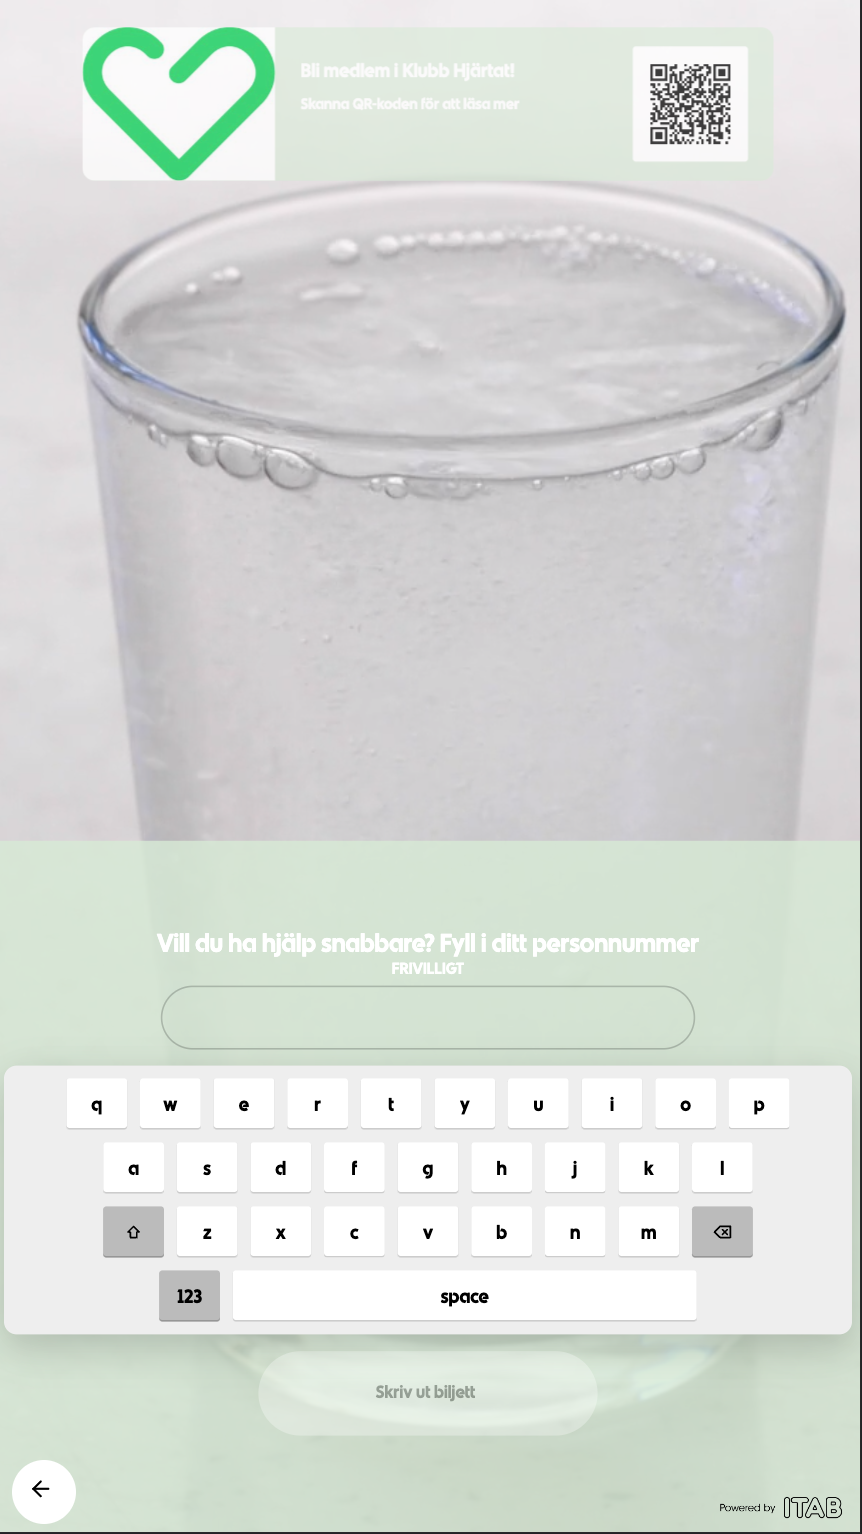 Bli medlem i Klubb Hjärtat!
Skanna QR-koden för att läsa mer
Vill du ha hjälp snabbare? Fyll i ditt personnummer
FRIVILLIGT
q w e r t y u i o p
a s d f g h j k l
z x c v b n m
123 space
Skriv ut biljett
Powered by ITAB